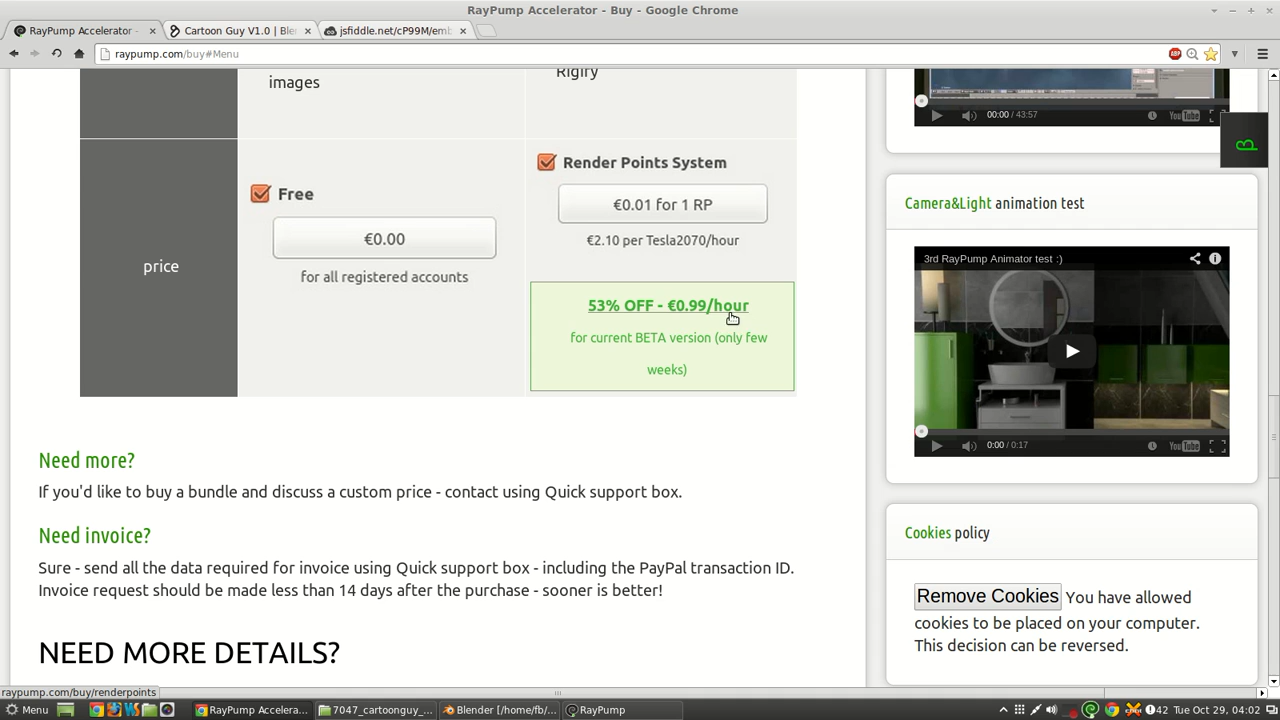 RayPump Accelerator - Buy - Google Chrome
RayPump Accelerator -
Cartoon Guy V1.0 | Ble
jsfiddle.net/cP99M/emb
raypump.com/buy#Menu
ABP
images
Rigify
price
Free
€0.00
for all registered accounts
Render Points System
€0.01 for 1 RP
€2.10 per Tesla2070/hour
53% OFF - €0.99/hour
for current BETA version (only few
weeks)
Need more?
If you'd like to buy a bundle and discuss a custom price - contact using Quick support box.
Need invoice?
Sure - send all the data required for invoice using Quick support box - including the PayPal transaction ID.
Invoice request should be made less than 14 days after the purchase - sooner is better!
NEED MORE DETAILS?
00:00 / 43:57
YouTube
Camera&Light animation test
3rd RayPump Animator test :)
0:00 / 0:17
YouTube
Cookies policy
Remove Cookies You have allowed
cookies to be placed on your computer.
This decision can be reversed.
raypump.com/buy/renderpoints
Menu
RayPump Accelera...
7047_cartoonguy_...
Blender [/home/fb/...
RayPump
42 Tue Oct 29, 04:02